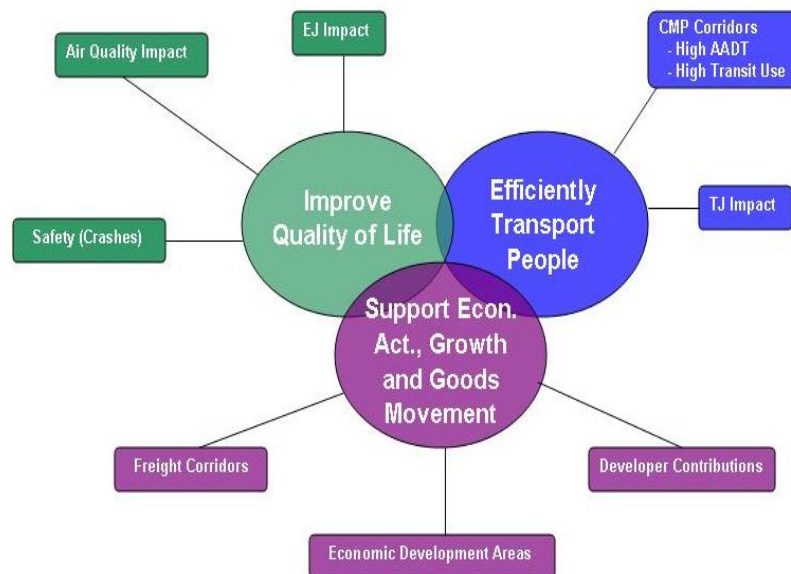 EJ Impact
Air Quality Impact
CMP Corridors
- High AADT
- High Transit Use
Improve
Quality of Life
Efficiently
Transport
People
TJ Impact
Safety (Crashes)
Support Econ.
Act., Growth
and Goods
Movement
Freight Corridors
Developer Contributions
Economic Development Areas